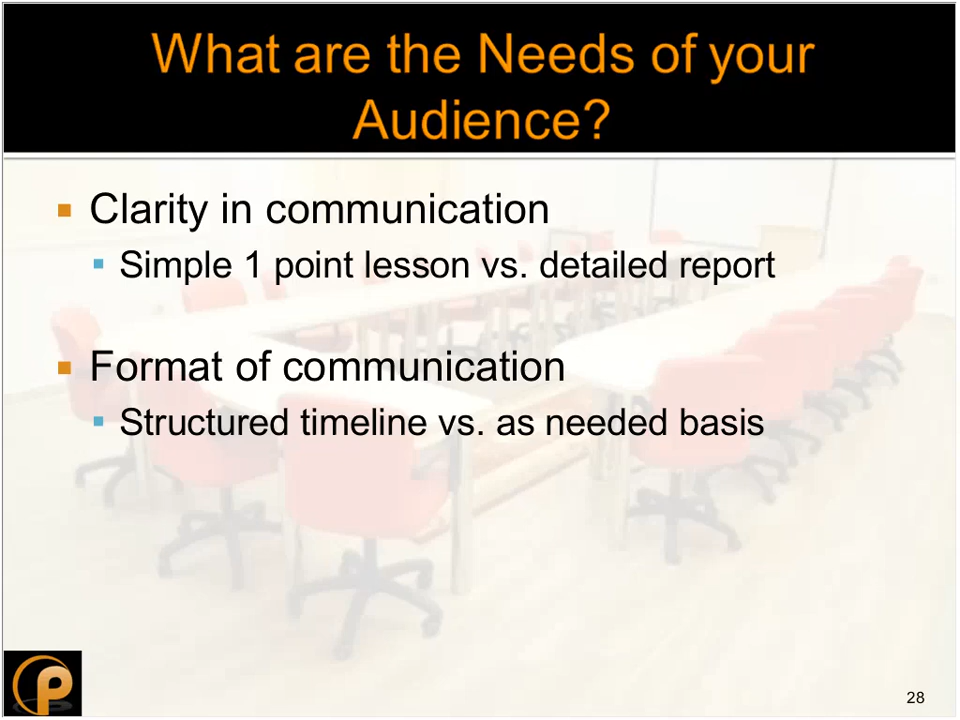 What are the Needs of your
Audience?
Clarity in communication
Simple 1 point lesson vs. detailed report
Format of communication
Structured timeline vs. as needed basis
P
28